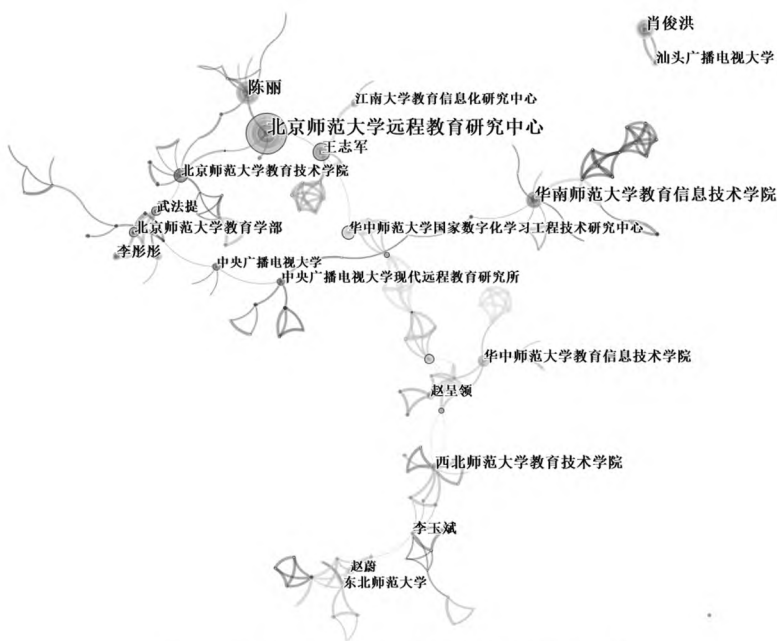 肖俊洪
汕头广播电视大学
陈丽
江南大学教育信息化研究中心
北京师范大学远程教育研究中心
王志军
北京师范大学教育技术学院
华南师范大学教育信息技术学院
武法提
北京师范大学教育学部
华中师范大学国家数字化学习工程技术研究中心
李彤彤
中央广播电视大学
中央广播电视大学现代远程教育研究所
华中师范大学教育信息技术学院
赵呈领
西北师范大学教育技术学院
李玉斌
赵蔚
东北师范大学